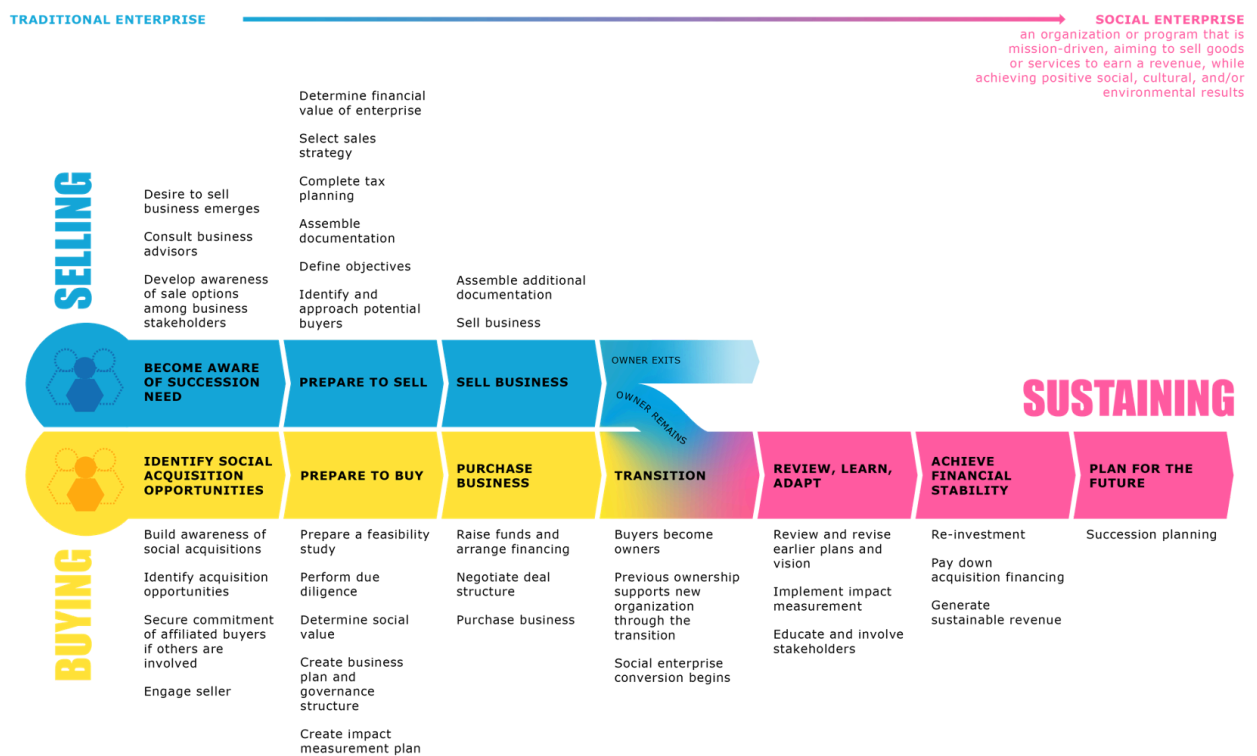 TRADITIONAL ENTERPRISE
SOCIAL ENTERPRISE
an organization or program that is
mission-driven, aiming to sell goods
or services to earn a revenue, while
achieving positive social, cultural, and/or
environmental results
SELLING
Desire to sell
business emerges
Consult business
advisors
Develop awareness
of sale options
among business
stakeholders
Determine financial
value of enterprise
Select sales
strategy
Complete tax
planning
Assemble
documentation
Define objectives
Identify and
approach potential
buyers
Assemble additional
documentation
Sell business
BECOME AWARE
OF SUCCESSION
NEED
PREPARE TO SELL
SELL BUSINESS
OWNER EXITS
OWNER REMAINS
SUSTAINING
IDENTIFY SOCIAL
ACQUISITION
OPPORTUNITIES
PREPARE TO BUY
PURCHASE
BUSINESS
TRANSITION
REVIEW, LEARN,
ADAPT
ACHIEVE
FINANCIAL
STABILITY
PLAN FOR THE
FUTURE
BUYING
Build awareness of
social acquisitions
Identify acquisition
opportunities
Secure commitment
of affiliated buyers
if others are
involved
Engage seller
Prepare a feasibility
study
Perform due
diligence
Determine social
value
Create business
plan and
governance
structure
Create impact
measurement plan
Raise funds and
arrange financing
Negotiate deal
structure
Purchase business
Buyers become
owners
Previous ownership
supports new
organization
through the
transition
Social enterprise
conversion begins
Review and revise
earlier plans and
vision
Implement impact
measurement
Educate and involve
stakeholders
Re-investment
Pay down
acquisition financing
Generate
sustainable revenue
Succession planning